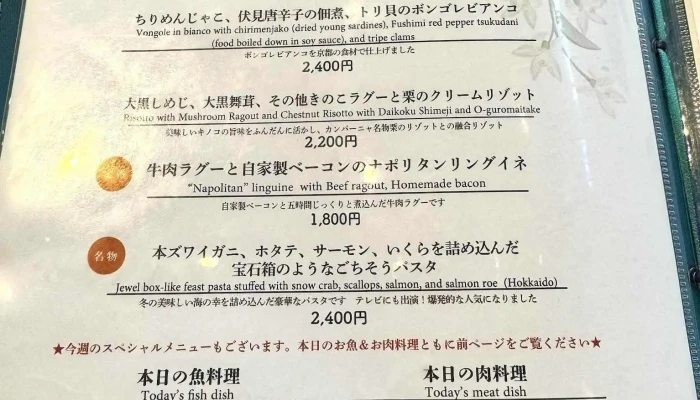 ちりめんじゃこ、伏見唐辛子の佃煮、トリ貝のボンゴレビアンコ
Vongole in bianco with chirimenjako (dried young sardines), Fushimi red pepper tsukudani
(food boiled down in soy sauce), and tripe clams
ボンゴレビアンコを京都の食材で仕上げました
2,400円
大黒しめじ、大黒舞茸、その他きのこラグーと栗のクリームリゾット
Risotto with Mushroom Ragout and Chestnut Risotto with Daikoku Shimeji and O-guromaitake
美味しいキノコの旨味をふんだんに活かし、カンパーニャ名物栗のリゾットとの融合リゾット
2,200円
牛肉ラグーと自家製ベーコンのナポリタンリングイネ
“Napolitan” linguine with Beef ragout, Homemade bacon
自家製ベーコンと五時間じっくりと煮込んだ牛肉ラグーです
1,800円
名物
本ズワイガニ、ホタテ、サーモン、いくらを詰め込んだ
宝石箱のようなごちそうパスタ
Jewel box-like feast pasta stuffed with snow crab, scallops, salmon, and salmon roe (Hokkaido)
冬の美味しい海の幸を詰め込んだ豪華なパスタです テレビにも出演！爆発的な人気になりました
2,400円
★今週のスペシャルメニューもございます。本日のお魚＆お肉料理ともに前ページをご覧ください★
本日の魚料理 本日の肉料理
Today's fish dish Today's meat dish